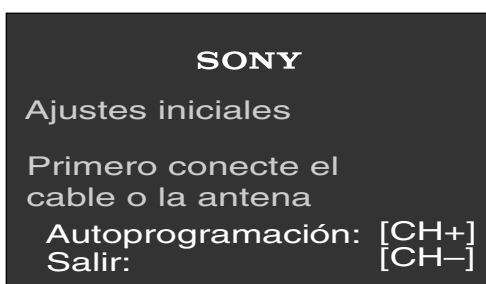 SONY
Ajustes iniciales
Primero conecte el
cable o la antena
Autoprogramación: [CH+]
Salir: [CH–]